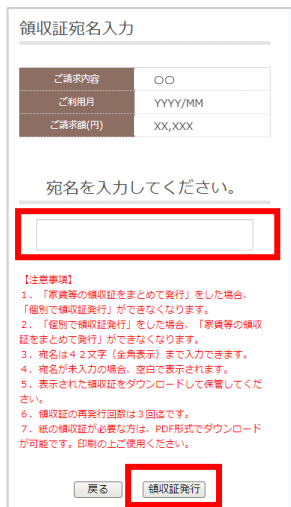 領収証宛名入力
ご請求内容 〇〇
ご利用月 YYYY/MM
ご請求額(円) XX,XXX
宛名を入力してください。
【注意事項】
１．「家賃等の領収証をまとめて発行」をした場合、
「個別で領収証発行」ができなくなります。
２．「個別で領収証発行」をした場合、「家賃等の領収
証をまとめて発行」ができなくなります。
３．宛名は４２文字（全角表示）まで入力できます。
４．宛名が未入力の場合、空白で表示されます。
５．表示された領収証をダウンロードして保管してくだ
さい。
６．領収証の再発行回数は３回迄です。
７．紙の領収証が必要な方は、PDF形式でダウンロード
が可能です。印刷の上ご使用ください。
戻る 領収証発行